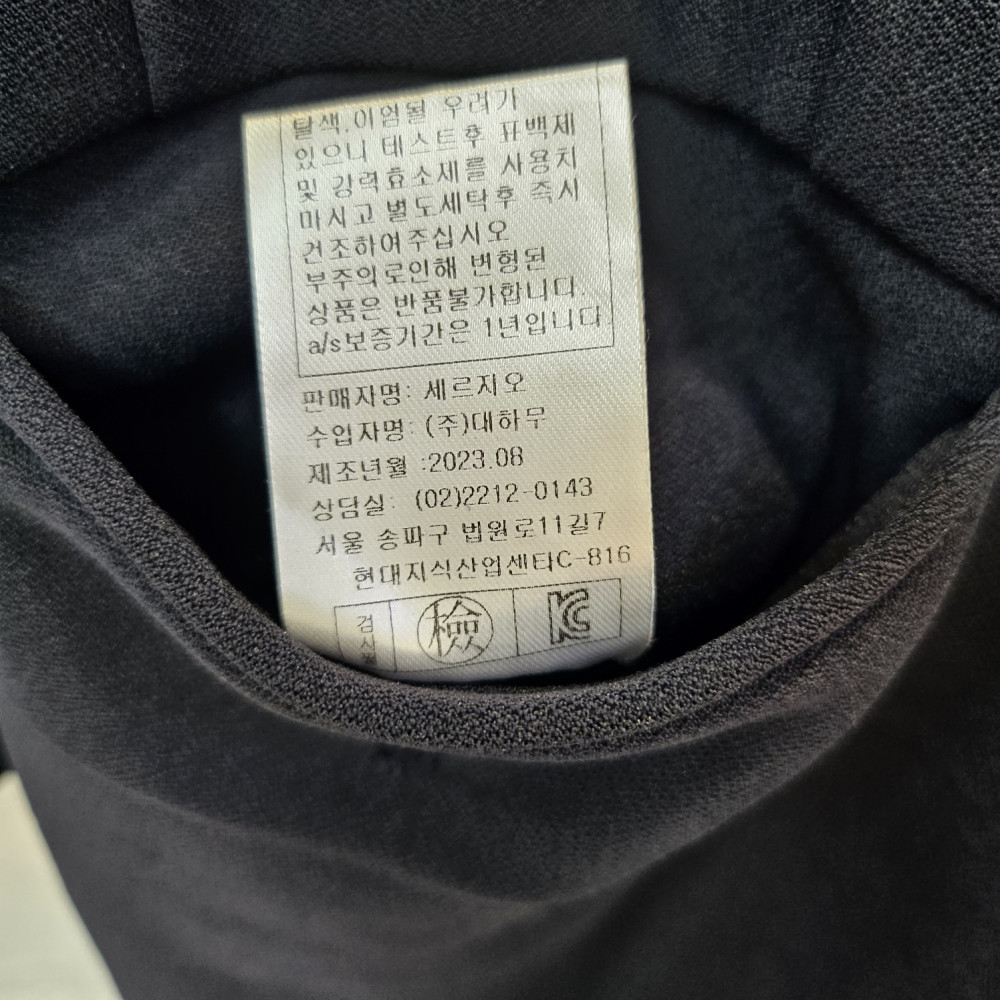 탈색.이염될 우려가
있으니 테스트후 표백제
및 강력효소제를 사용치
마시고 별도세탁후 즉시
건조하여주십시오
부주의로인해 변형된
상품은 반품불가합니다.
a/s보증기간은 1년입니다
판매자명: 세르지오
수입자명: (주)대하무
제조년월 :2023.08
상담실: (02)2212-0143
서울 송파구 법원로11길7
현대지식산업센타C-816
검사필 檢 KC